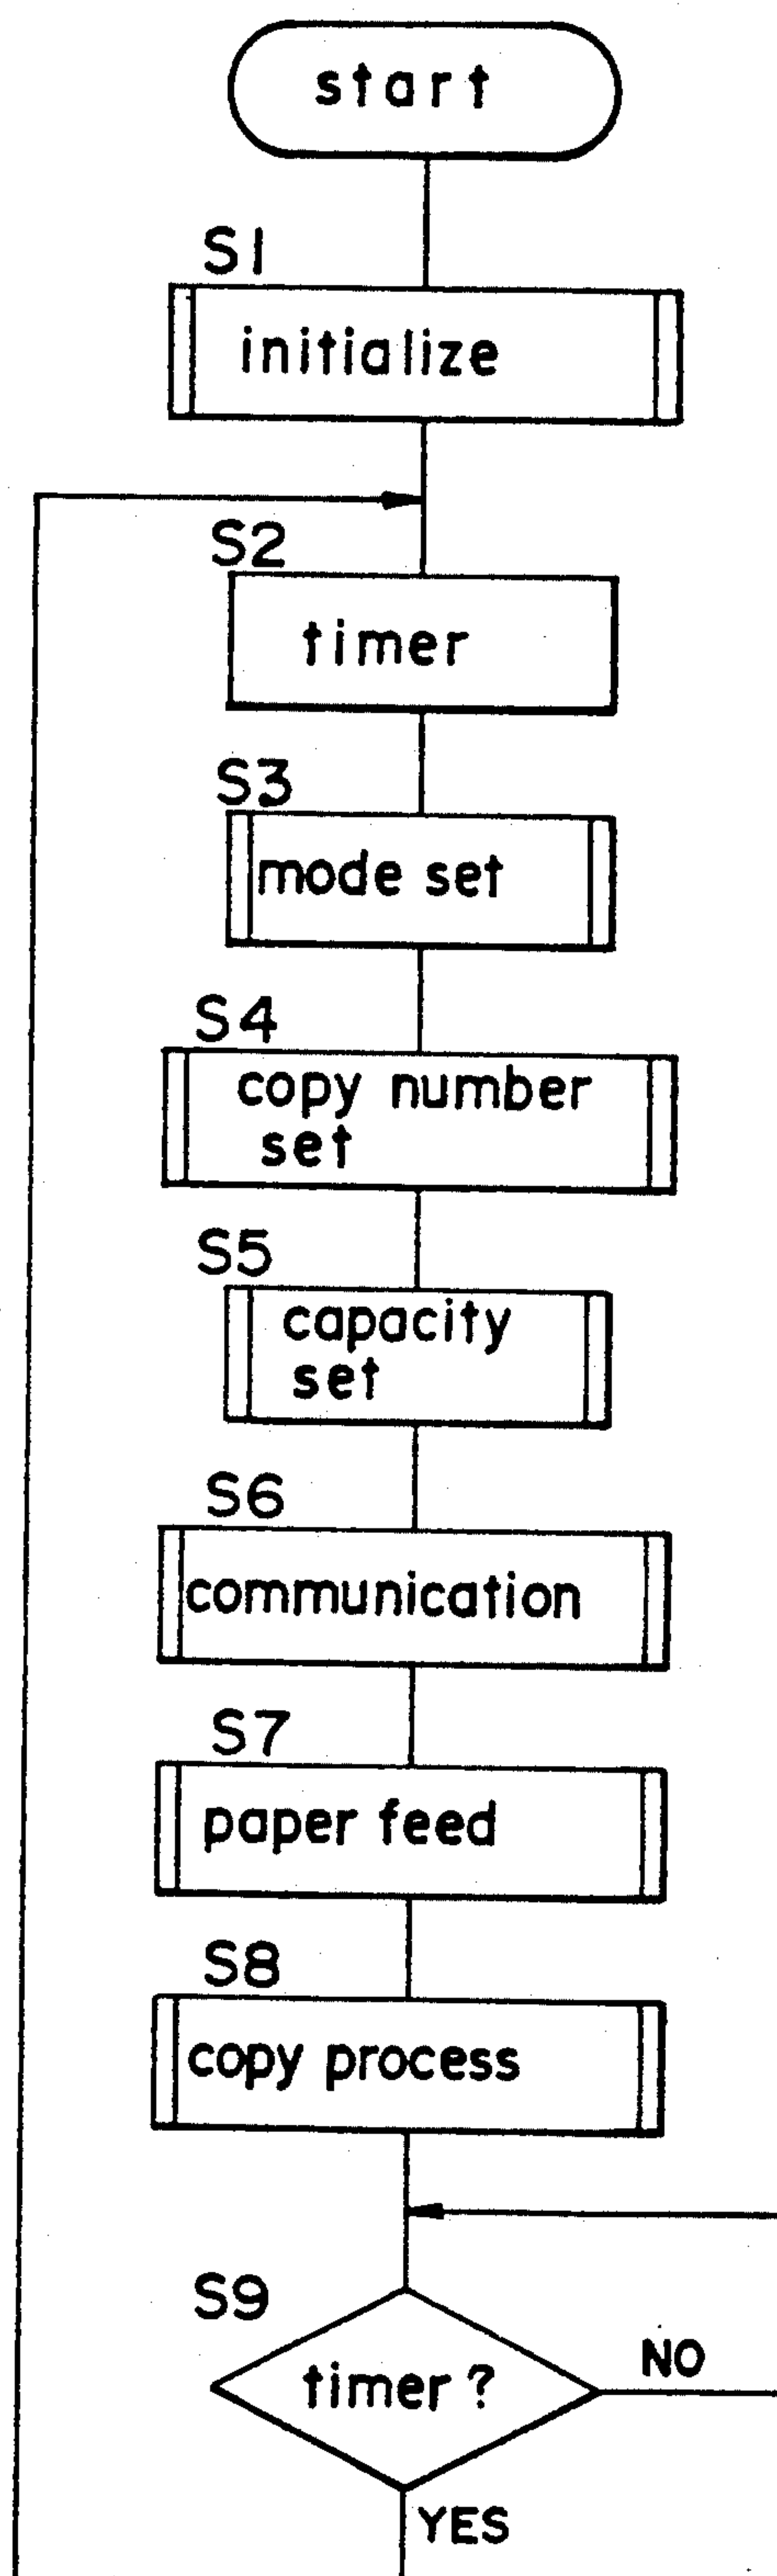 start
S1
initialize
S2
timer
S3
mode set
S4
copy number
set
S5
capacity
set
S6
communication
S7
paper feed
S8
copy process
S9
timer ?
NO
YES